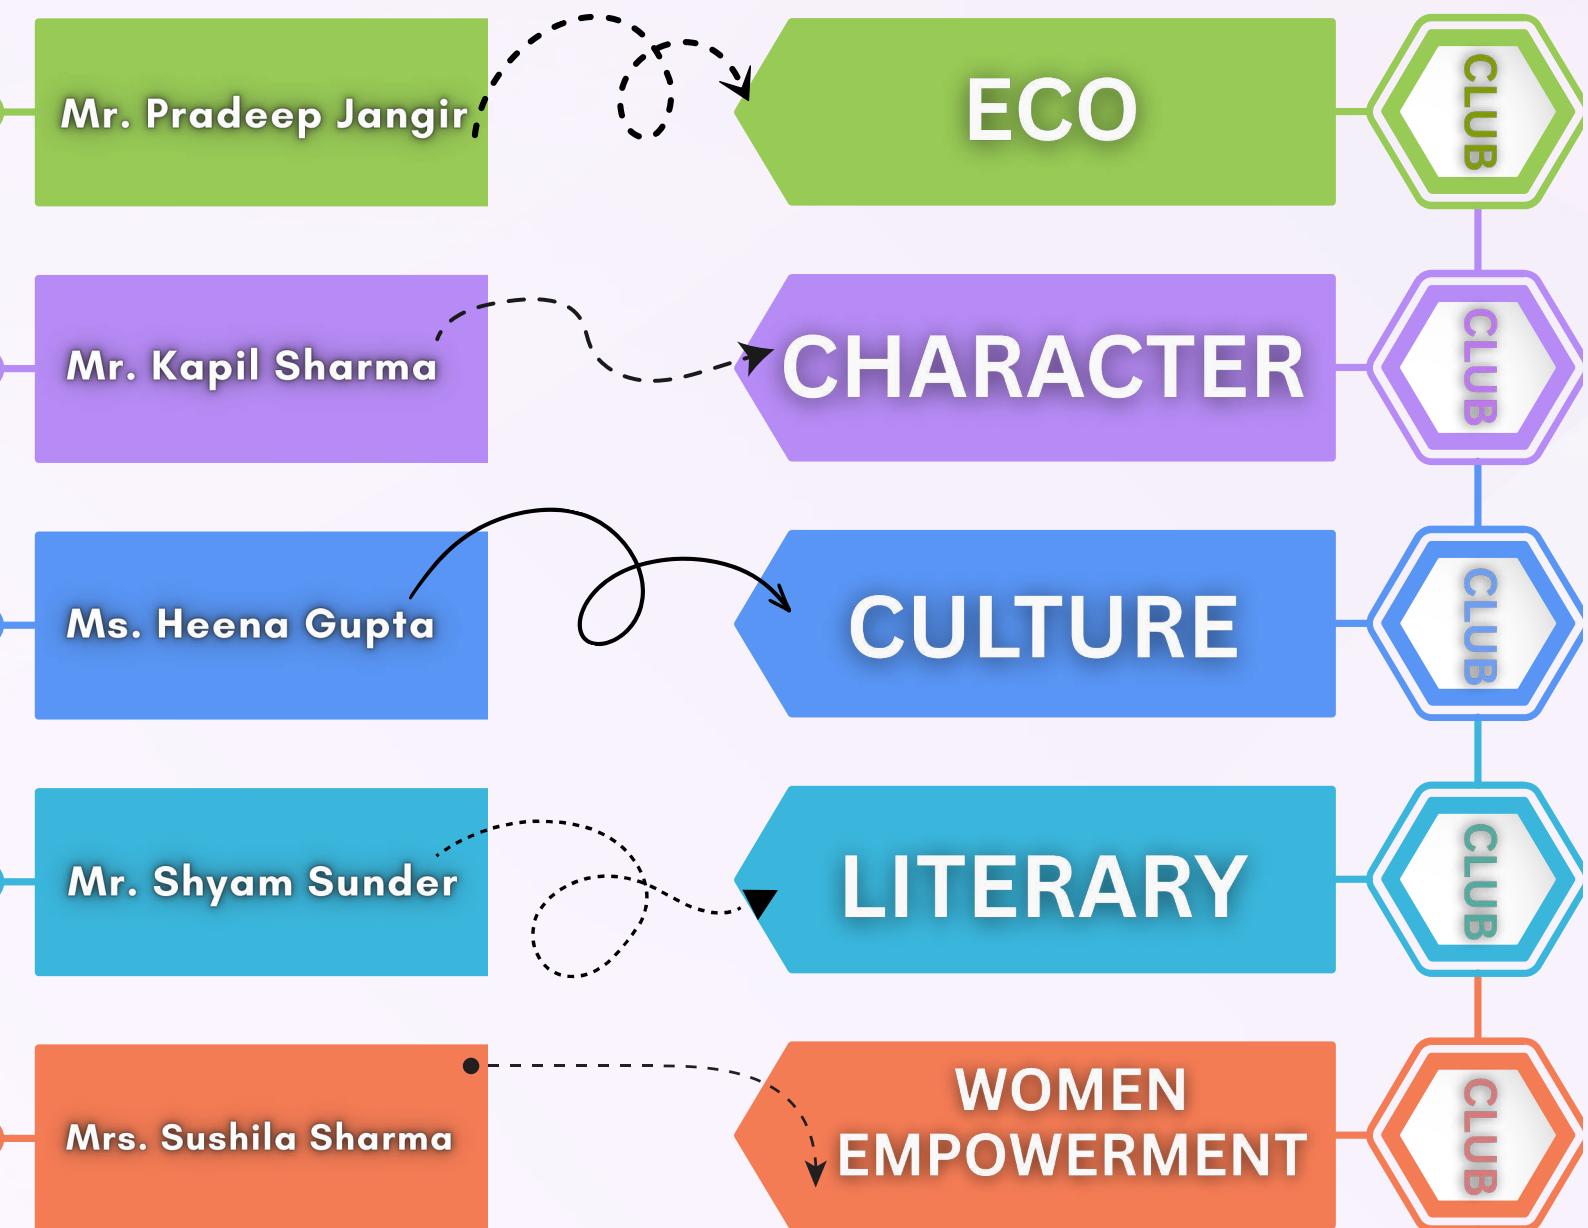 Mr. Pradeep Jangir
ECO
CLUB
Mr. Kapil Sharma
CHARACTER
CLUB
Ms. Heena Gupta
CULTURE
CLUB
Mr. Shyam Sunder
LITERARY
CLUB
Mrs. Sushila Sharma
WOMEN
EMPOWERMENT
CLUB